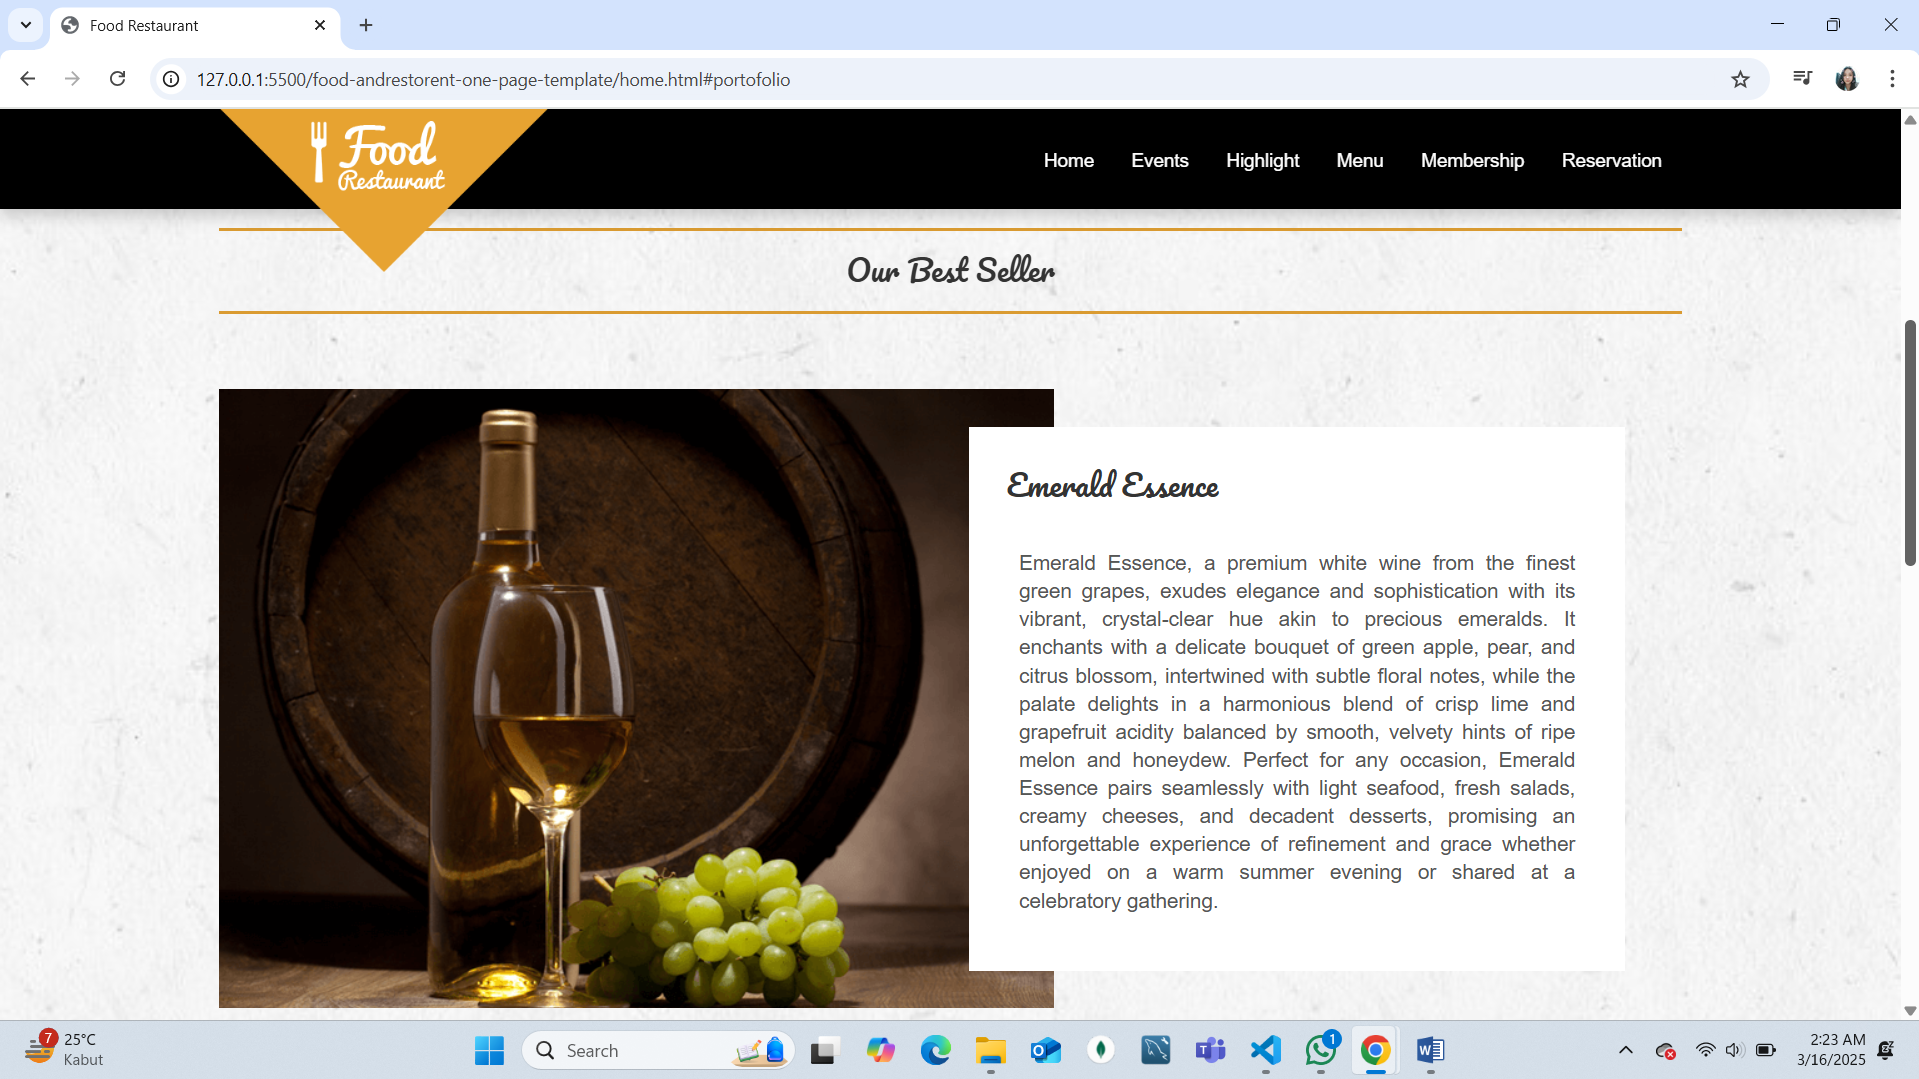 Food Restaurant
127.0.0.1:5500/food-andrestorent-one-page-template/home.html#portofolio
Food
Restaurant
Home Events Highlight Menu Membership Reservation
Our Best Seller
Emerald Essence
Emerald Essence, a premium white wine from the finest
green grapes, exudes elegance and sophistication with its
vibrant, crystal-clear hue akin to precious emeralds. It
enchants with a delicate bouquet of green apple, pear, and
citrus blossom, intertwined with subtle floral notes, while the
palate delights in a harmonious blend of crisp lime and
grapefruit acidity balanced by smooth, velvety hints of ripe
melon and honeydew. Perfect for any occasion, Emerald
Essence pairs seamlessly with light seafood, fresh salads,
creamy cheeses, and decadent desserts, promising an
unforgettable experience of refinement and grace whether
enjoyed on a warm summer evening or shared at a
celebratory gathering.
7
25°C
Kabut
Search
1
2:23 AM
3/16/2025